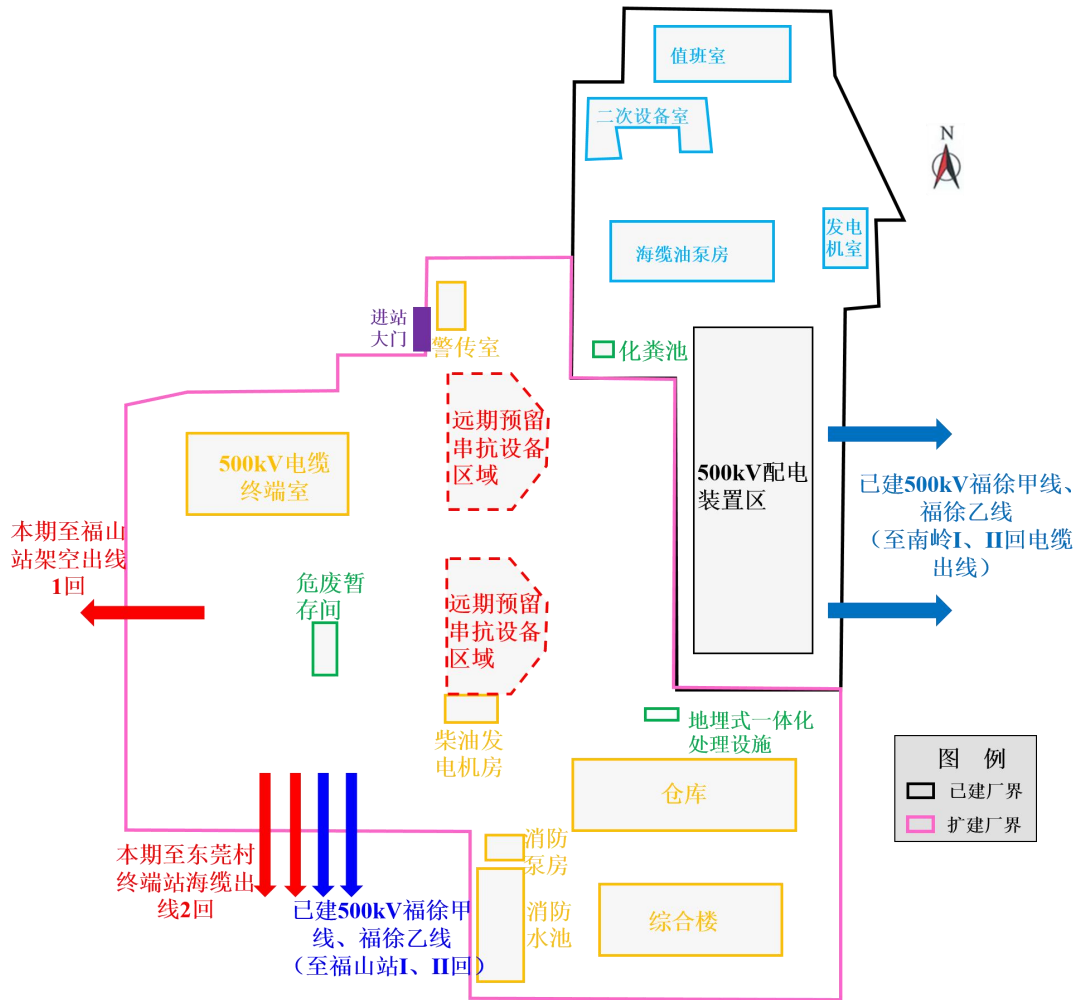 值班室
二次设备室
N
发电
机室
海缆油泵房
进站
大门
警传室
化粪池
远期预留
串抗设备
区域
500kV电缆
终端室
500kV配电
装置区
已建500kV福徐甲线、
福徐乙线
（至南岭I、II回电缆
出线）
本期至福山
站架空出线
1回
危废暂
存间
远期预留
串抗设备
区域
柴油发
电机房
地埋式一体化
处理设施
图 例
已建厂界
扩建厂界
仓库
消防
泵房
本期至东莞村
终端站海缆出
线2回
已建500kV福徐甲
线、福徐乙线
（至福山站I、II回）
消防
水池
综合楼